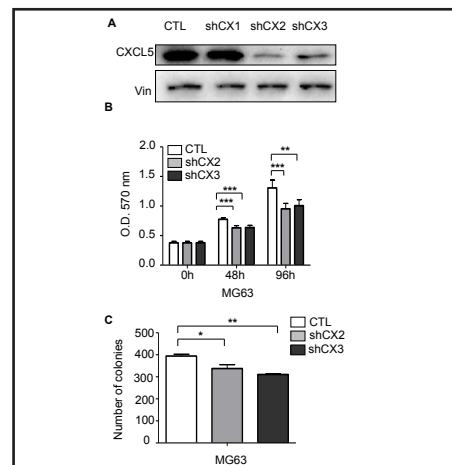 A
CTL shCX1 shCX2 shCX3
CXCL5
Vin
B
CTL
shCX2
shCX3
O.D. 570 nm
2.0
1.5
1.0
0.5
0.0
***
***
**
***
0h 48h 96h
MG63
C
CTL
shCX2
shCX3
Number of colonies
500
400
300
200
100
0
**
*
MG63